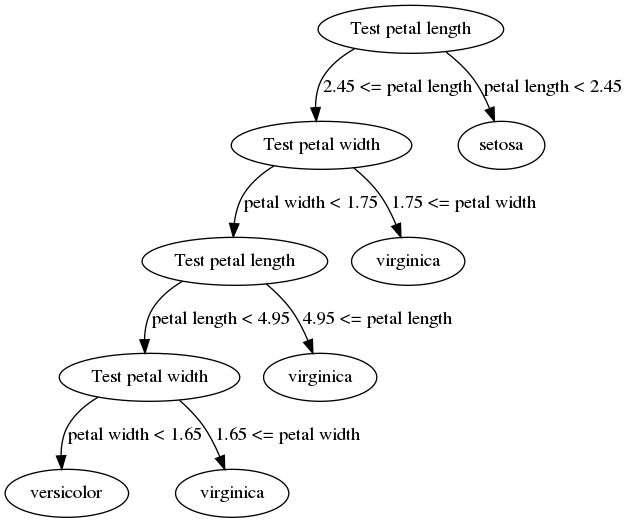 Test petal length
2.45 <= petal length
petal length < 2.45
Test petal width
setosa
petal width < 1.75
1.75 <= petal width
Test petal length
virginica
petal length < 4.95
4.95 <= petal length
Test petal width
virginica
petal width < 1.65
1.65 <= petal width
versicolor
virginica